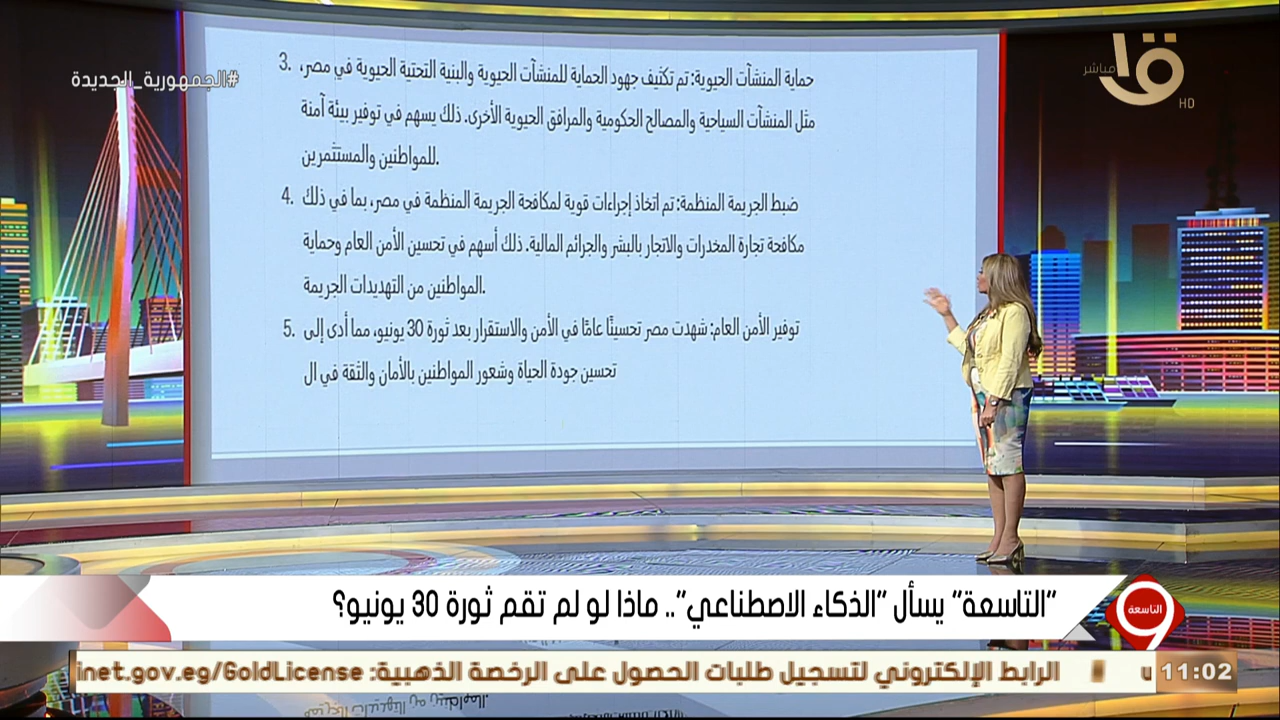 #الجمهورية_الجديدة
مباشر
HD
3. حماية المنشآت الحيوية: تم تكثيف جهود الحماية للمنشآت الحيوية والبنية التحتية الحيوية في مصر،
مثل المنشآت السياحية والمصالح الحكومية والمرافق الحيوية الأخرى. ذلك يسهم في توفير بيئة آمنة
.للمواطنين والمستثمرين
4. ضبط الجريمة المنظمة: تم اتخاذ إجراءات قوية لمكافحة الجريمة المنظمة في مصر، بما في ذلك
مكافحة تجارة المخدرات والاتجار بالبشر والجرائم المالية. ذلك أسهم في تحسين الأمن العام وحماية
.المواطنين من التهديدات الجريمة
5. توفير الأمن العام: شهدت مصر تحسينًا عامًا في الأمن والاستقرار بعد ثورة 30 يونيو، مما أدى إلى
تحسين جودة الحياة وشعور المواطنين بالأمان والثقة في ال
"التاسعة" يسأل "الذكاء الاصطناعي".. ماذا لو لم تقم ثورة 30 يونيو؟
التاسعة
الرابط الإلكتروني لتسجيل طلبات الحصول على الرخصة الذهبية: inet.gov.eg/GoldLicense
11:02